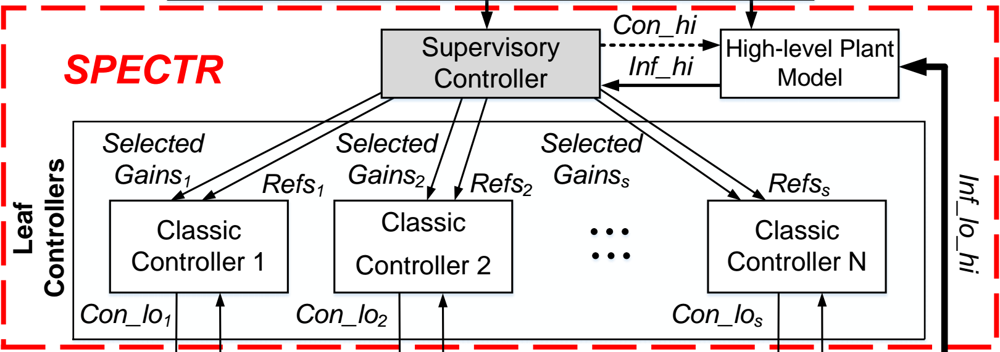 SPECTR
Supervisory
Controller
Con_hi
Inf_hi
High-level Plant
Model
Leaf
Controllers
Selected
Gains1
Refs1
Selected
Gains2
Refs2
Selected
Gainss
Refss
Inf_lo_hi
Classic
Controller 1
Classic
Controller 2
Classic
Controller N
Con_lo1
Con_lo2
Con_los